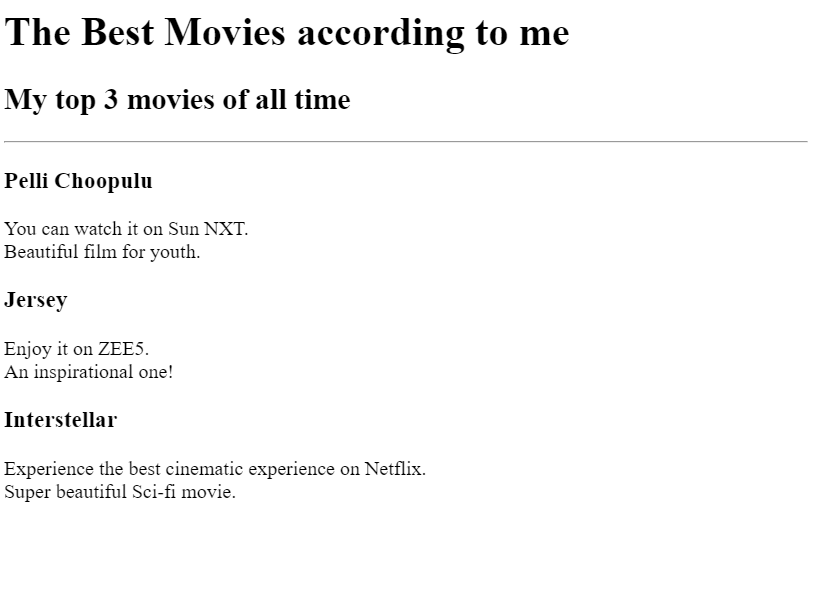 The Best Movies according to me
My top 3 movies of all time
Pelli Choopulu
You can watch it on Sun NXT.
Beautiful film for youth.
Jersey
Enjoy it on ZEE5.
An inspirational one!
Interstellar
Experience the best cinematic experience on Netflix.
Super beautiful Sci-fi movie.